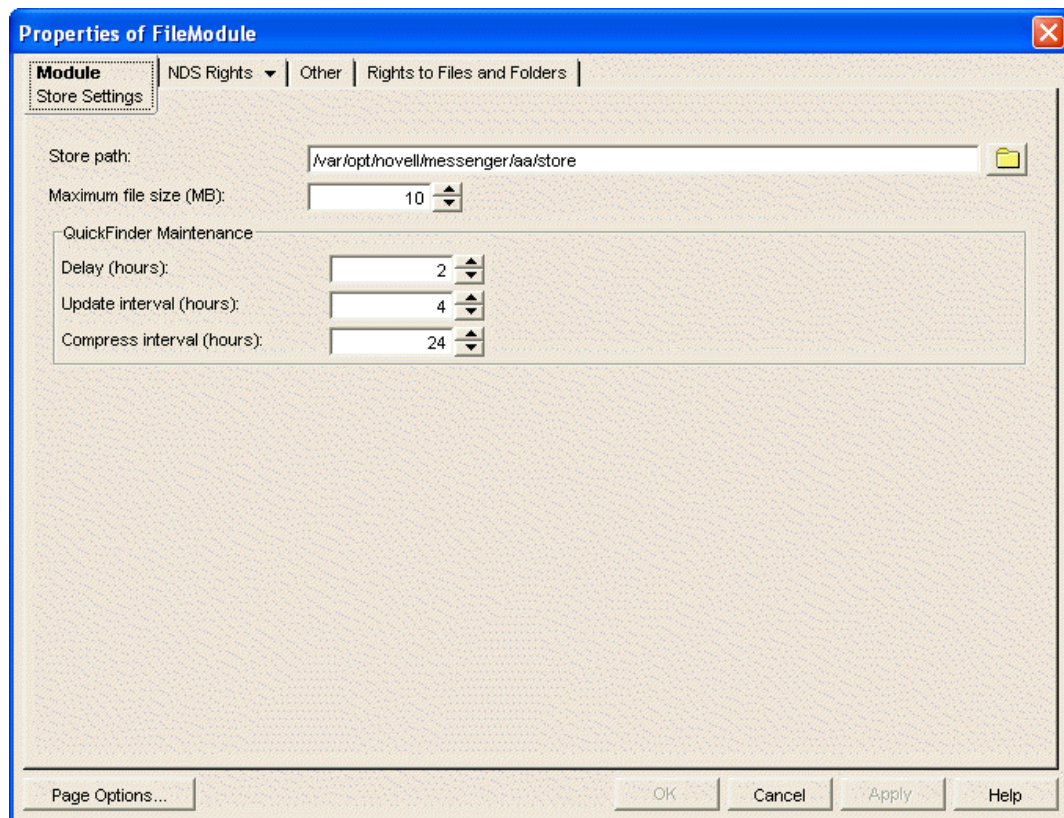 Properties of FileModule
Module NDS Rights Other Rights to Files and Folders
Store Settings
Store path: /var/opt/novell/messenger/aa/store
Maximum file size (MB): 10
QuickFinder Maintenance
Delay (hours): 2
Update interval (hours): 4
Compress interval (hours): 24
Page Options... OK Cancel Apply Help